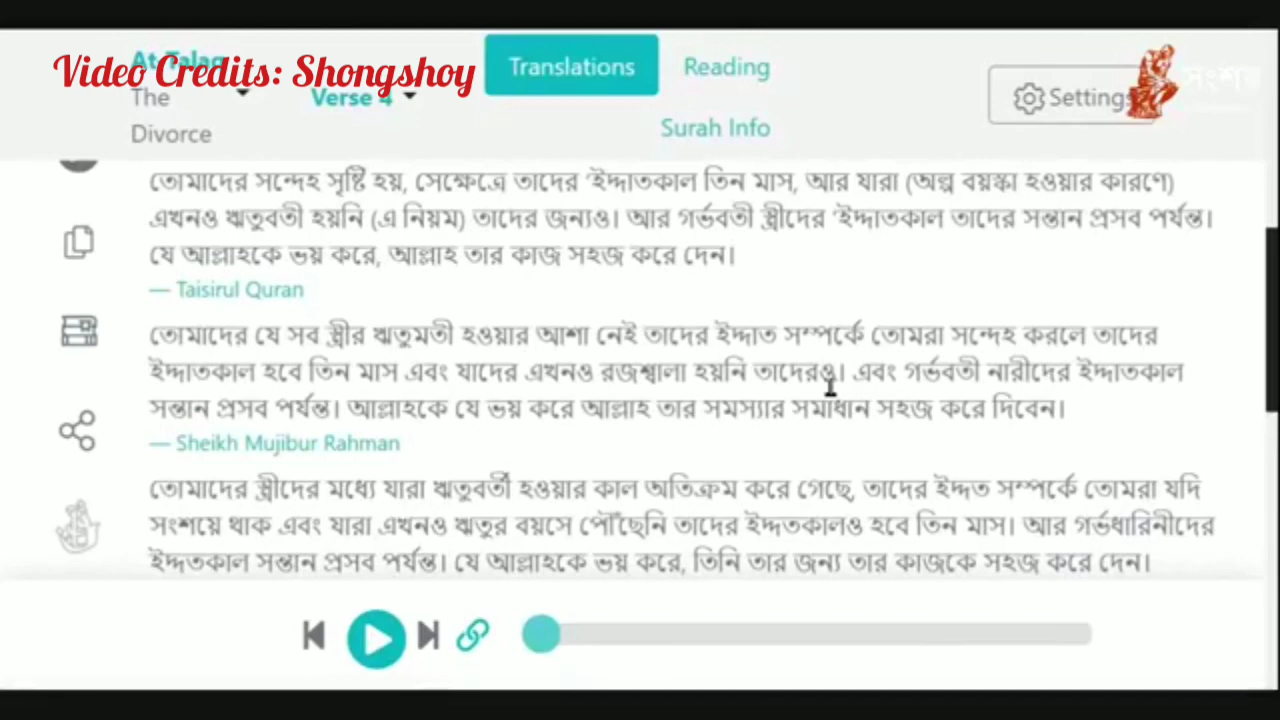 Video Credits: Shongshoy
At Talaq
The
Divorce
Verse 4
Translations
Reading
Surah Info
Settings
সংশয়
তোমাদের সন্দেহ সৃষ্টি হয়, সেক্ষেত্রে তাদের ‘ইদ্দাতকাল তিন মাস, আর যারা (অল্প বয়স্কা হওয়ার কারণে)
এখনও ঋতুবতী হয়নি (এ নিয়ম) তাদের জন্যও। আর গর্ভবতী স্ত্রীদের ‘ইদ্দাতকাল তাদের সন্তান প্রসব পর্যন্ত।
যে আল্লাহকে ভয় করে, আল্লাহ তার কাজ সহজ করে দেন।
— Taisirul Quran
তোমাদের যে সব স্ত্রীর ঋতুমতী হওয়ার আশা নেই তাদের ইদ্দাত সম্পর্কে তোমরা সন্দেহ করলে তাদের
ইদ্দাতকাল হবে তিন মাস এবং যাদের এখনও রজশ্বালা হয়নি তাদেরও। এবং গর্ভবতী নারীদের ইদ্দাতকাল
সন্তান প্রসব পর্যন্ত। আল্লাহকে যে ভয় করে আল্লাহ তার সমস্যার সমাধান সহজ করে দিবেন।
— Sheikh Mujibur Rahman
তোমাদের স্ত্রীদের মধ্যে যারা ঋতুবর্তী হওয়ার কাল অতিক্রম করে গেছে, তাদের ইদ্দত সম্পর্কে তোমরা যদি
সংশয়ে থাক এবং যারা এখনও ঋতুর বয়সে পৌঁছেনি তাদের ইদ্দতকালও হবে তিন মাস। আর গর্ভধারিনীদের
ইদ্দতকাল সন্তান প্রসব পর্যন্ত। যে আল্লাহকে ভয় করে, তিনি তার জন্য তার কাজকে সহজ করে দেন।